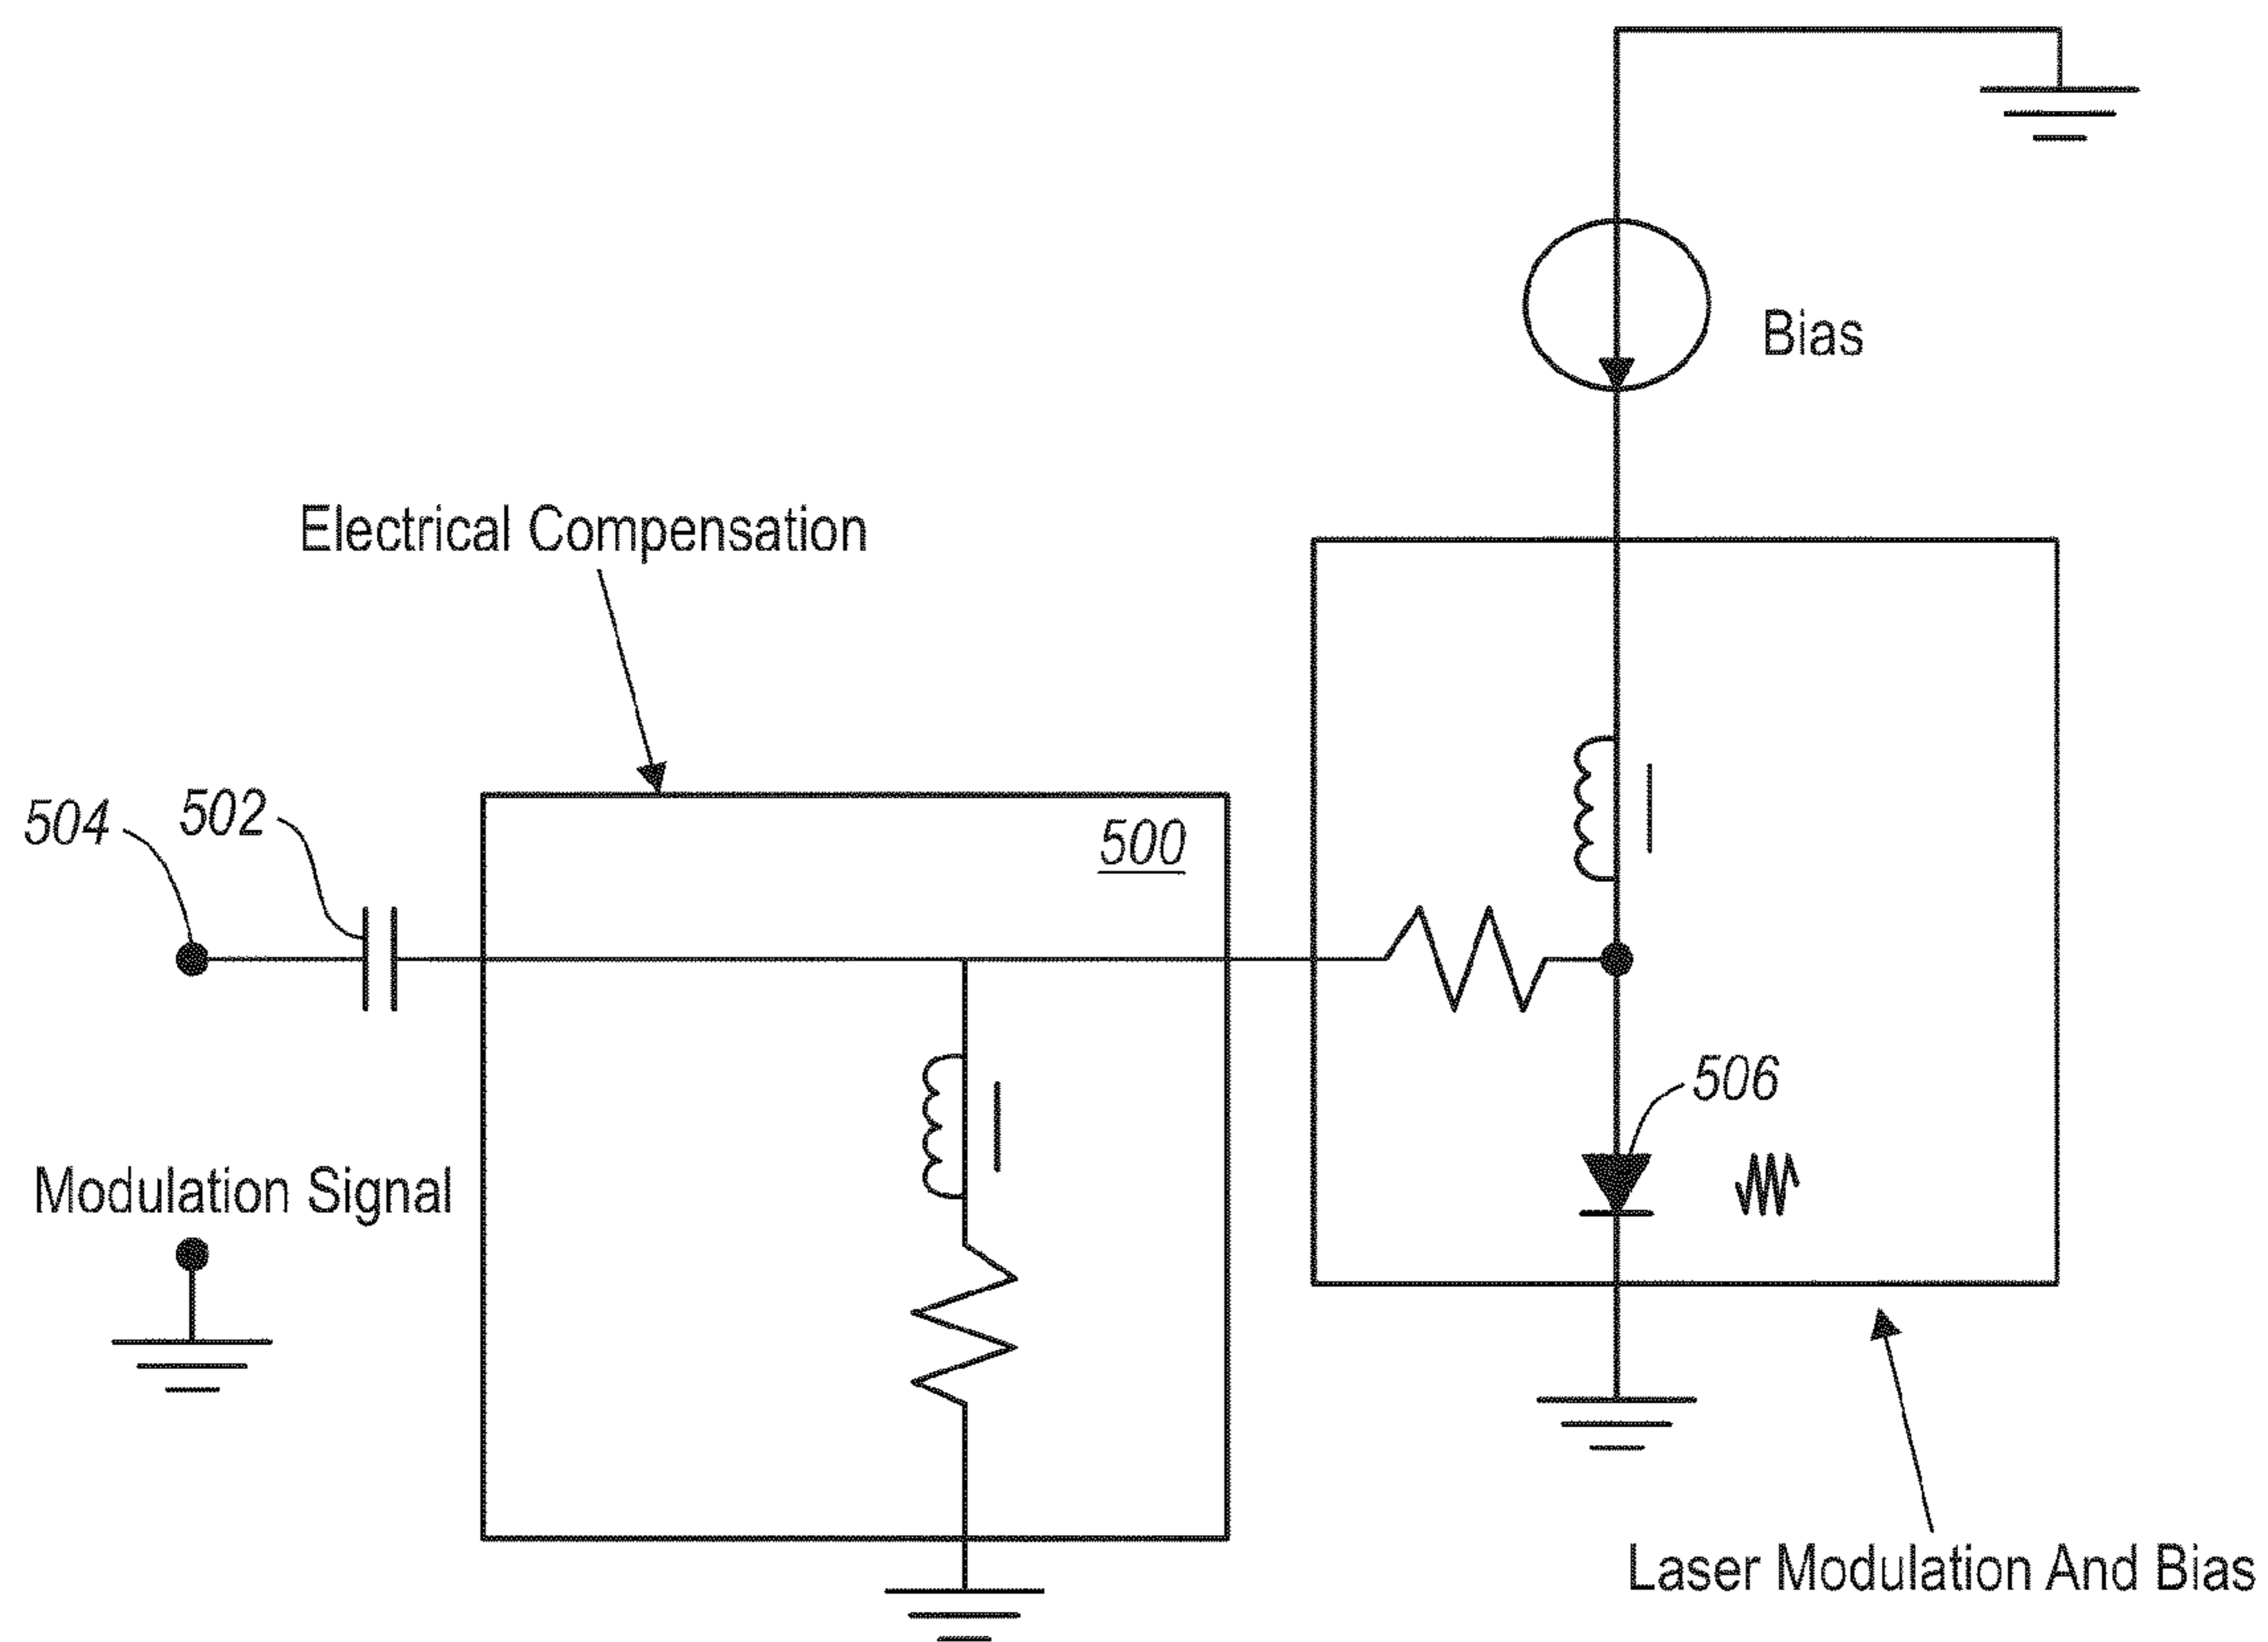 Bias
Electrical Compensation
504
502
500
506
Modulation Signal
Laser Modulation And Bias